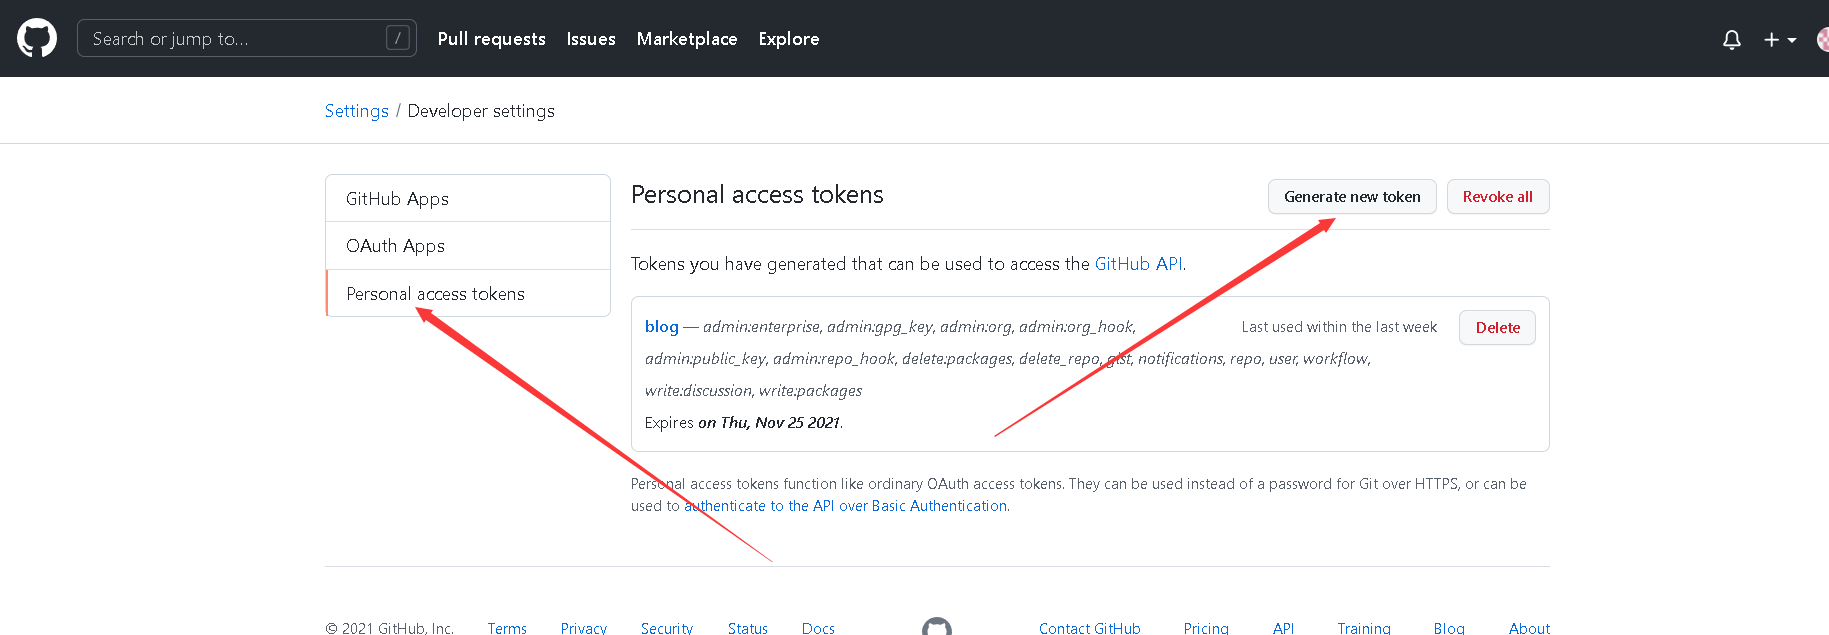 Search or jump to... /
Pull requests Issues Marketplace Explore
Settings / Developer settings
GitHub Apps
OAuth Apps
Personal access tokens
Personal access tokens
Generate new token
Revoke all
Tokens you have generated that can be used to access the GitHub API.
blog — admin:enterprise, admin:gpg_key, admin:org, admin:org_hook,
admin:public_key, admin:repo_hook, delete:packages, delete_repo, gist, notifications, repo, user, workflow,
write:discussion, write:packages
Last used within the last week
Delete
Expires on Thu, Nov 25 2021.
Personal access tokens function like ordinary OAuth access tokens. They can be used instead of a password for Git over HTTPS, or can be
used to authenticate to the API over Basic Authentication.
© 2021 GitHub, Inc. Terms Privacy Security Status Docs Contact GitHub Pricing API Training Blog About